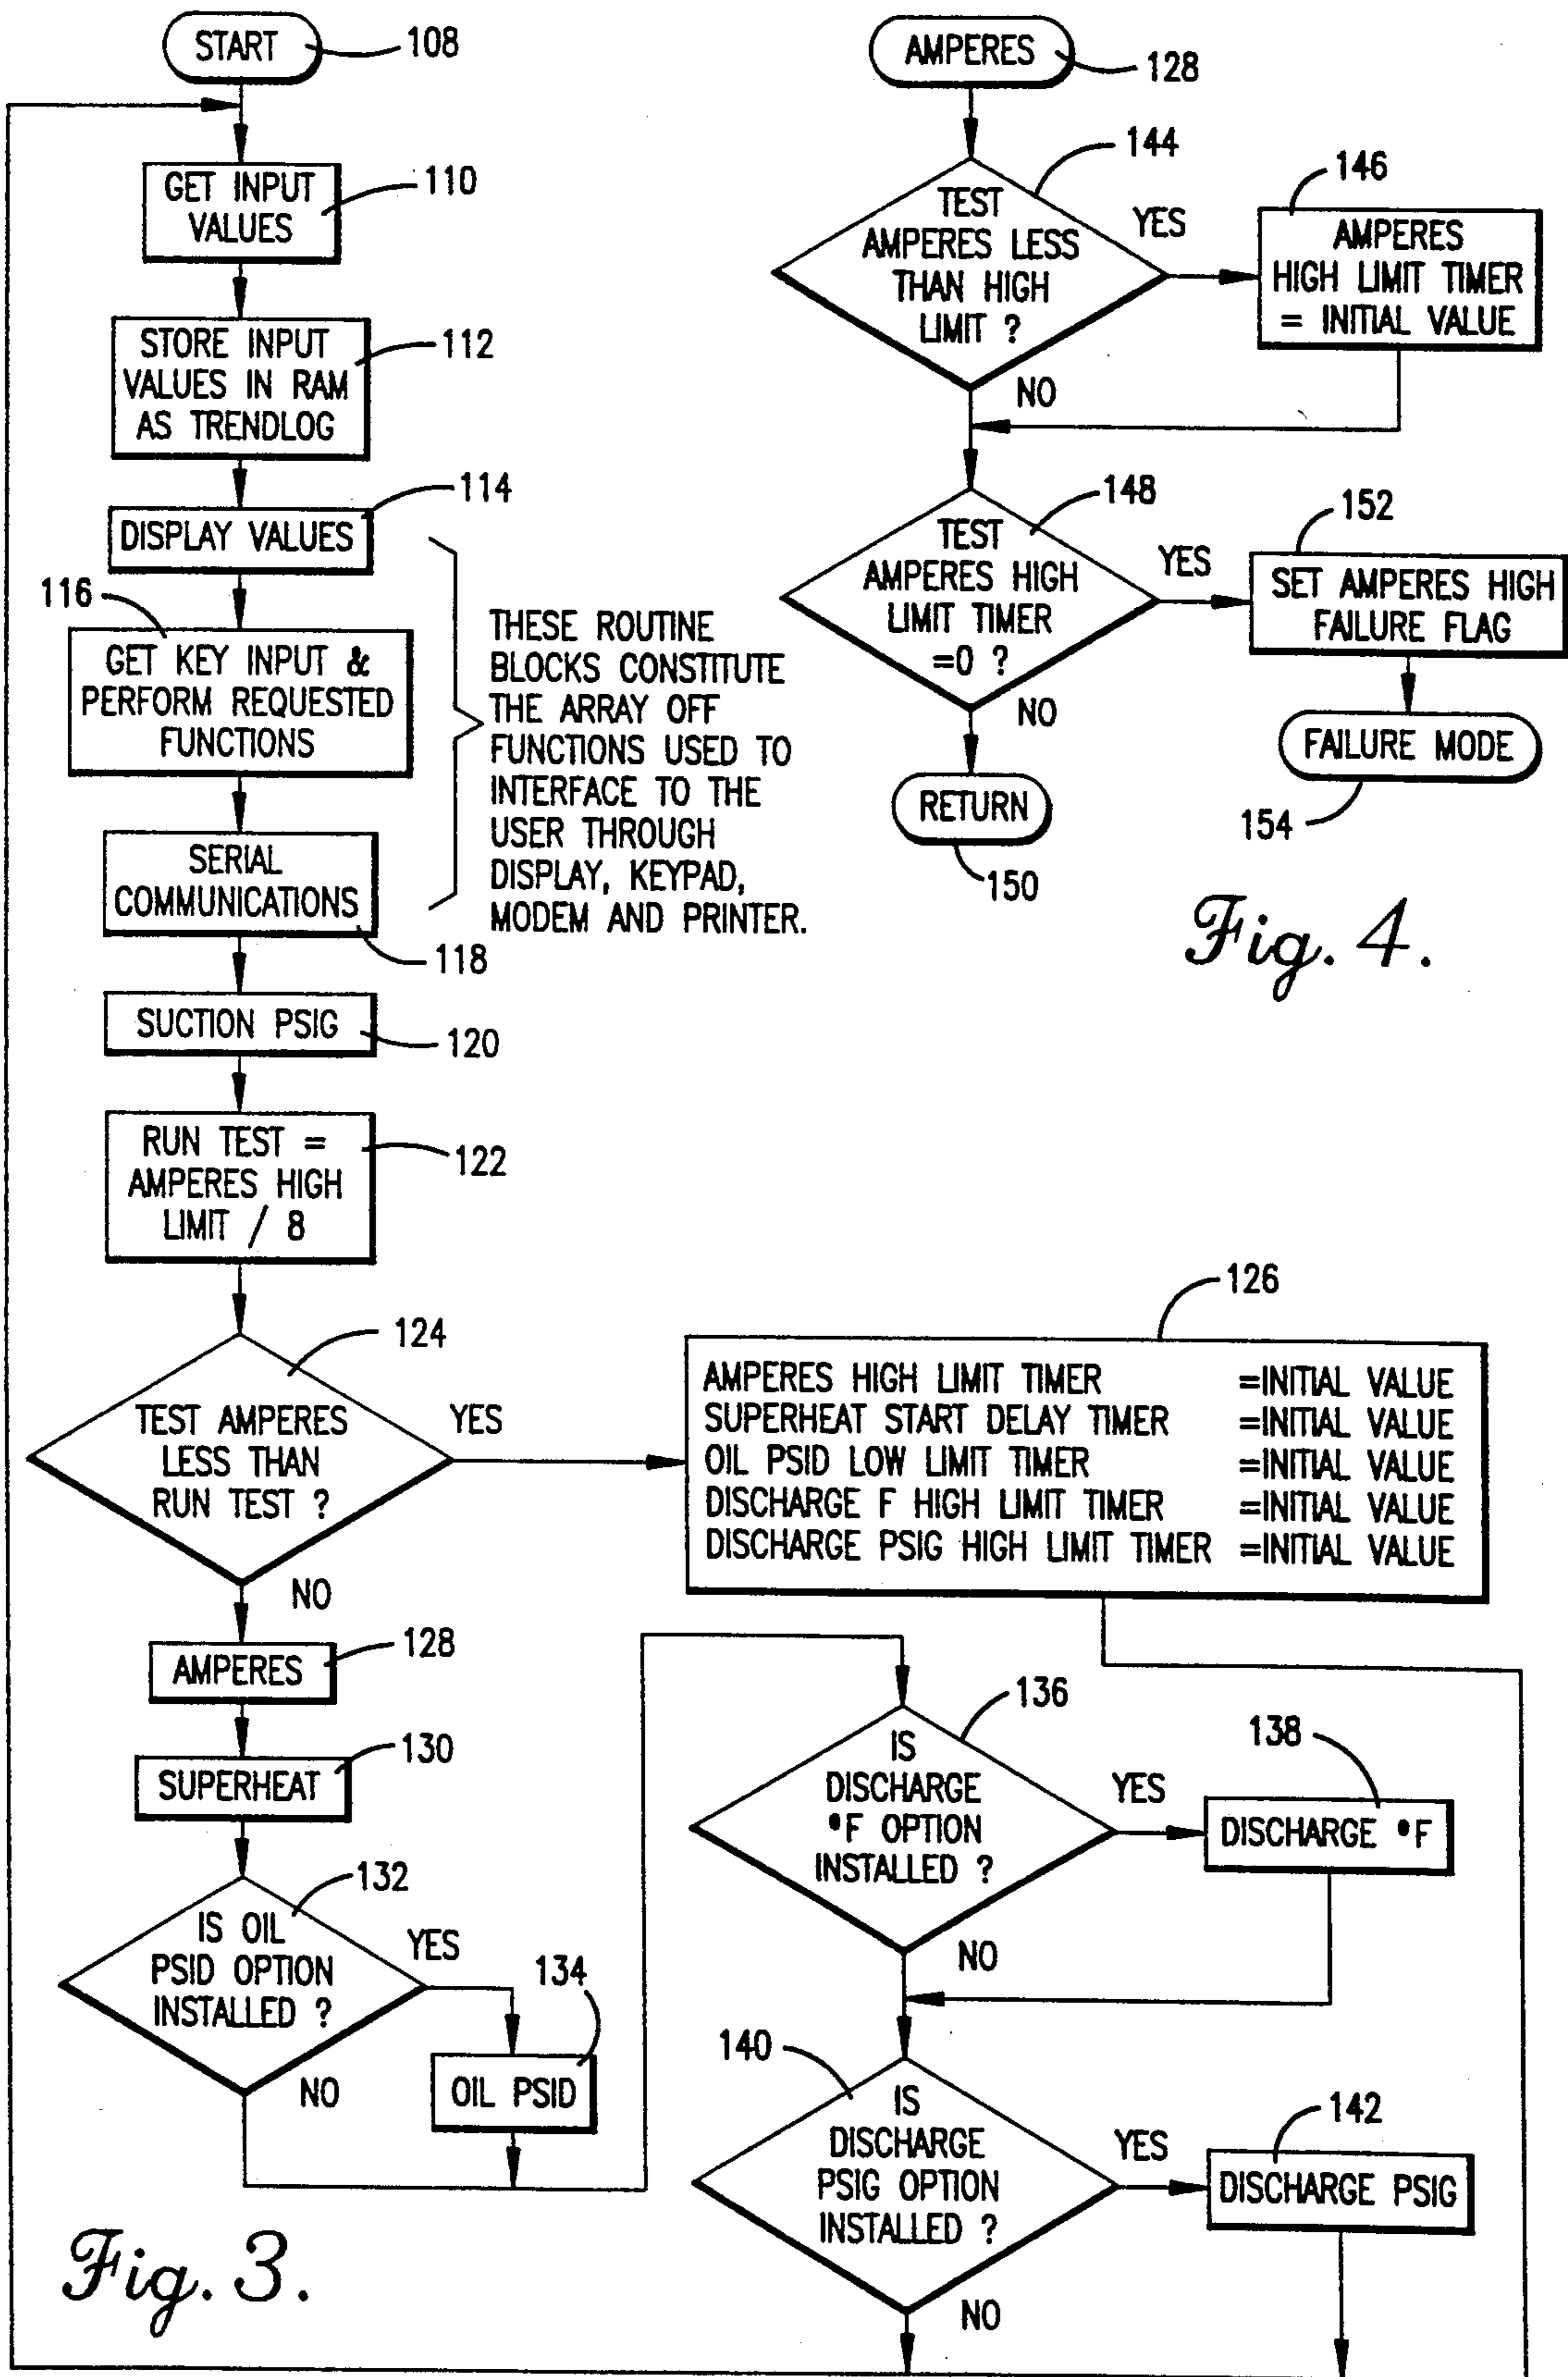 START
108
GET INPUT
VALUES
110
STORE INPUT
VALUES IN RAM
AS TRENDLOG
112
DISPLAY VALUES
114
116
GET KEY INPUT &
PERFORM REQUESTED
FUNCTIONS
SERIAL
COMMUNICATIONS
118
THESE ROUTINE
BLOCKS CONSTITUTE
THE ARRAY OFF
FUNCTIONS USED TO
INTERFACE TO THE
USER THROUGH
DISPLAY, KEYPAD,
MODEM AND PRINTER.
SUCTION PSIG
120
RUN TEST =
AMPERES HIGH
LIMIT / 8
122
124
TEST AMPERES
LESS THAN
RUN TEST ?
YES
NO
126
AMPERES HIGH LIMIT TIMER =INITIAL VALUE
SUPERHEAT START DELAY TIMER =INITIAL VALUE
OIL PSID LOW LIMIT TIMER =INITIAL VALUE
DISCHARGE F HIGH LIMIT TIMER =INITIAL VALUE
DISCHARGE PSIG HIGH LIMIT TIMER =INITIAL VALUE
AMPERES
128
SUPERHEAT
130
132
IS OIL
PSID OPTION
INSTALLED ?
YES
NO
134
OIL PSID
136
IS
DISCHARGE
°F OPTION
INSTALLED ?
YES
NO
138
DISCHARGE °F
140
IS
DISCHARGE
PSIG OPTION
INSTALLED ?
YES
NO
142
DISCHARGE PSIG
Fig. 3.
AMPERES
128
144
TEST
AMPERES LESS
THAN HIGH
LIMIT ?
YES
NO
146
AMPERES
HIGH LIMIT TIMER
= INITIAL VALUE
148
TEST
AMPERES HIGH
LIMIT TIMER
=0 ?
YES
NO
152
SET AMPERES HIGH
FAILURE FLAG
FAILURE MODE
154
RETURN
150
Fig. 4.